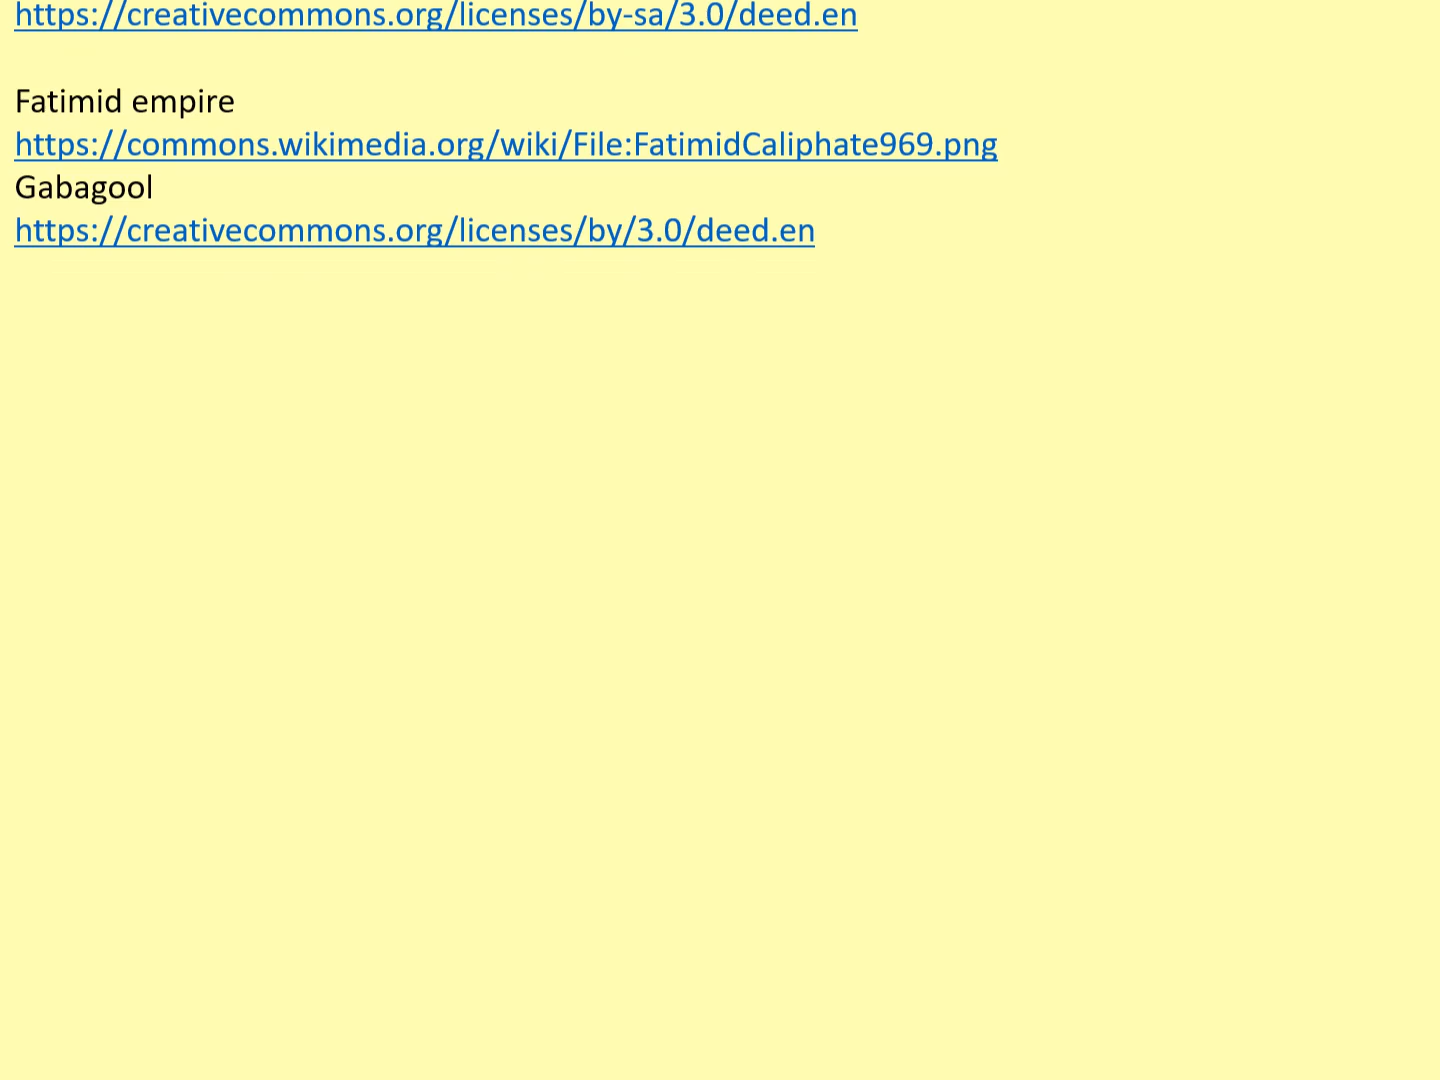 https://creativecommons.org/licenses/by-sa/3.0/deed.en
Fatimid empire
https://commons.wikimedia.org/wiki/File:FatimidCaliphate969.png
Gabagool
https://creativecommons.org/licenses/by/3.0/deed.en